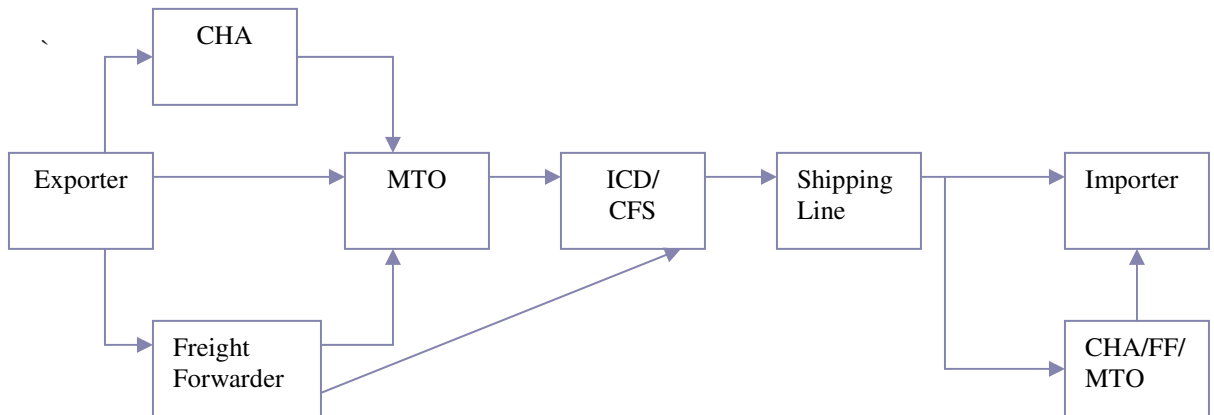 `
CHA
Exporter
MTO
ICD/
CFS
Shipping
Line
Importer
Freight
Forwarder
CHA/FF/
MTO